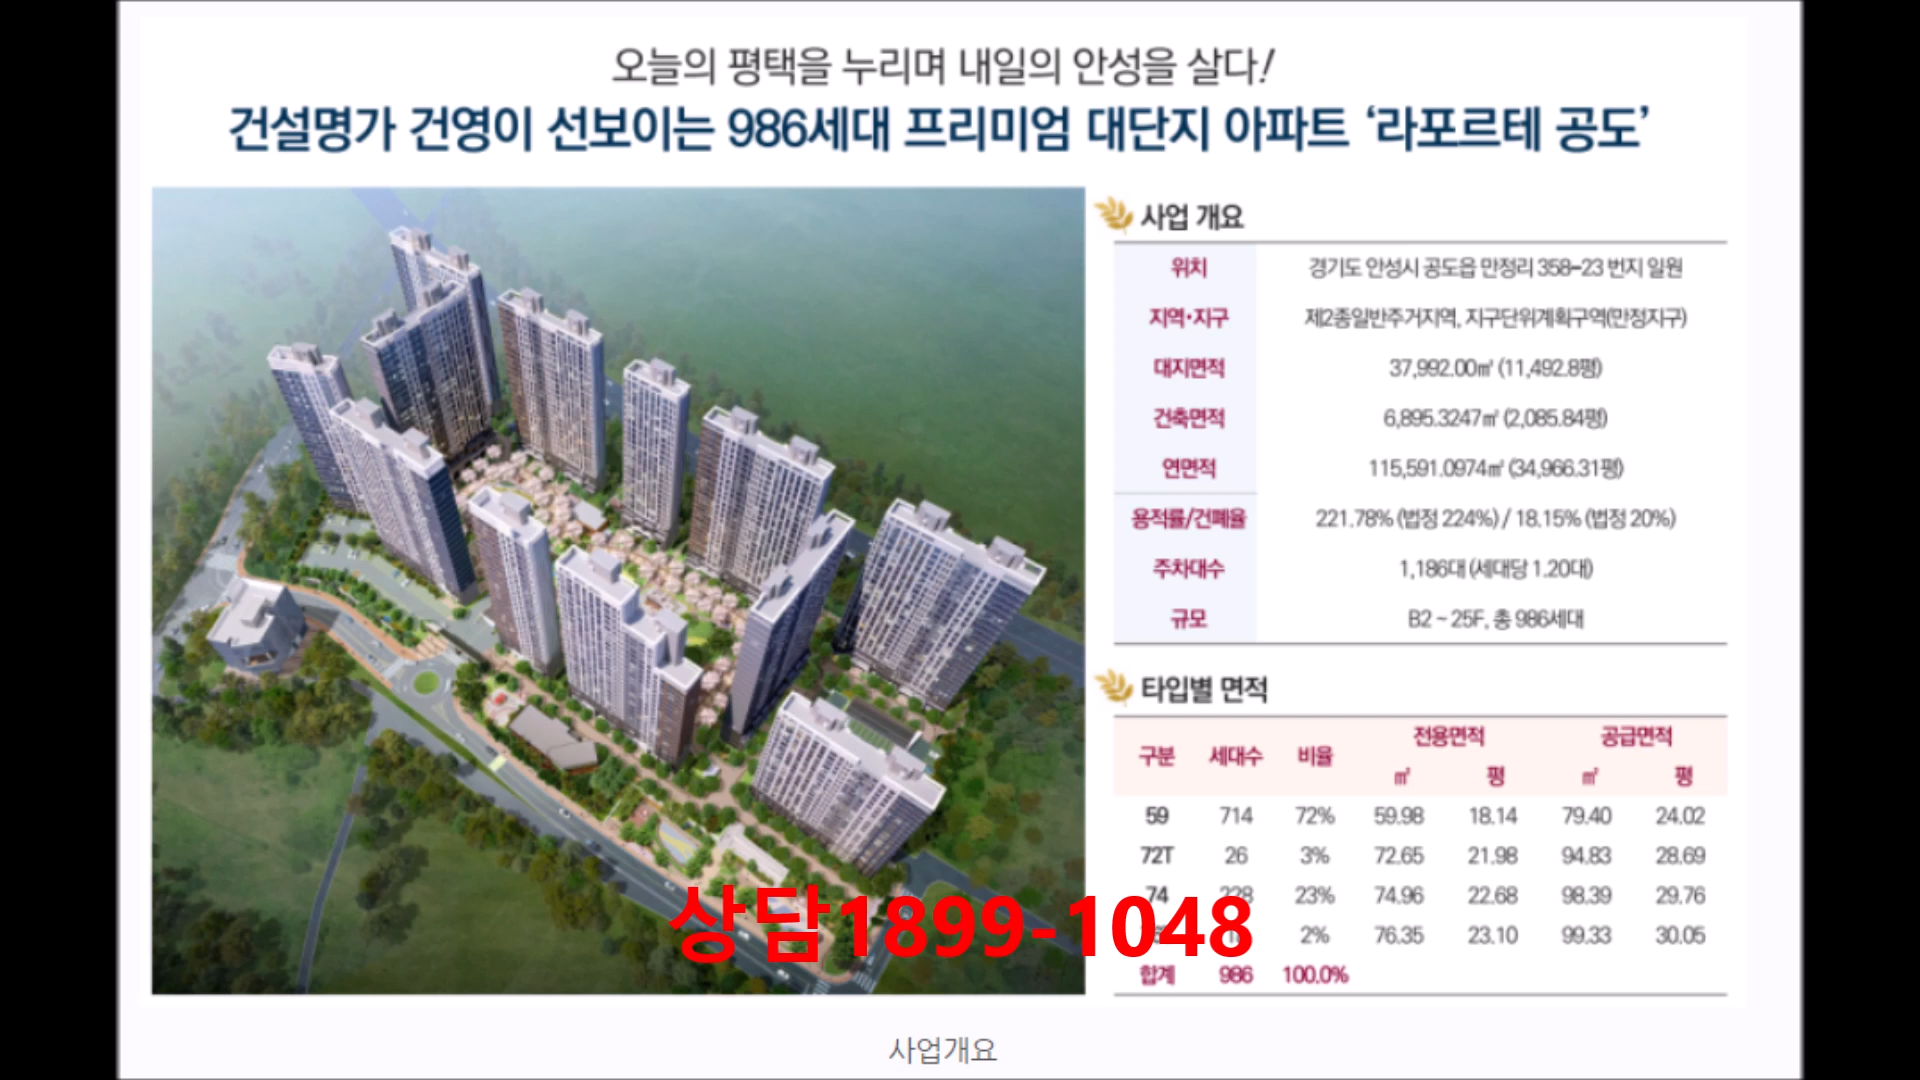 오늘의 평택을 누리며 내일의 안성을 살다!
건설명가 건영이 선보이는 986세대 프리미엄 대단지 아파트 ‘라포르테 공도’
사업 개요
위치 경기도 안성시 공도읍 만정리 358-23 번지 일원
지역·지구 제2종일반주거지역, 지구단위계획구역(만정지구)
대지면적 37,992.00㎡ (11,492.8평)
건축면적 6,895.3247㎡ (2,085.84평)
연면적 115,591.0974㎡ (34,966.31평)
용적률/건폐율 221.78% (법정 224%) / 18.15% (법정 20%)
주차대수 1,186대 (세대당 1.20대)
규모 B2 ~ 25F, 총 986세대
타입별 면적
구분 세대수 비율 전용면적 공급면적
㎡ 평 ㎡ 평
59 714 72% 59.98 18.14 79.40 24.02
72T 26 3% 72.65 21.98 94.83 28.69
74 228 23% 74.96 22.68 98.39 29.76
2% 76.35 23.10 99.33 30.05
합계 986 100.0%
상담1899-1048
사업개요